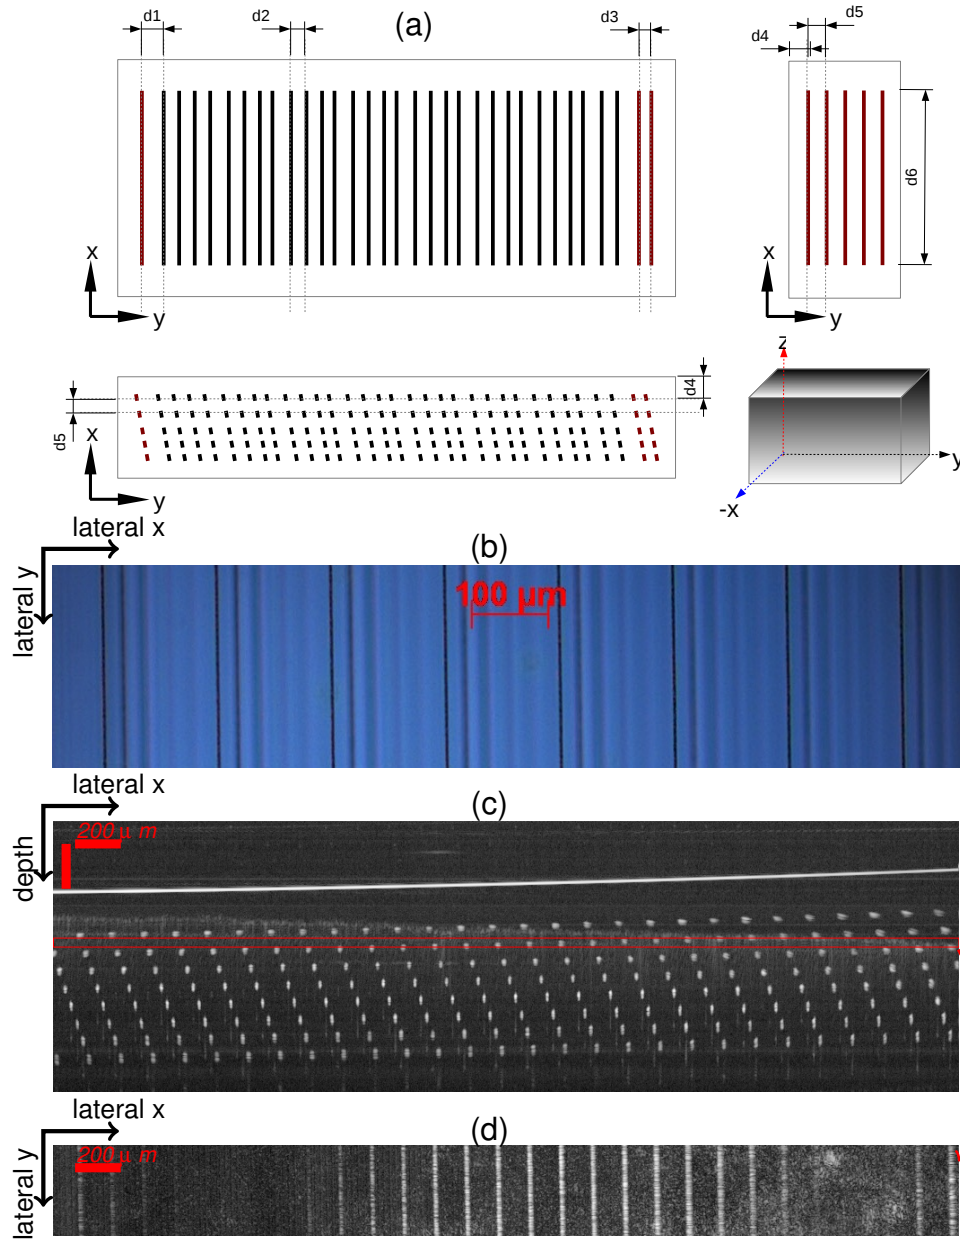 (a)
d1
d2
d3
d5
d4
d6
x
y
x
y
d4
d5
x
y
z
y
-x
lateral x
(b)
lateral y
100 µm
lateral x
(c)
depth
200 µ m
lateral x
(d)
lateral y
200 µ m